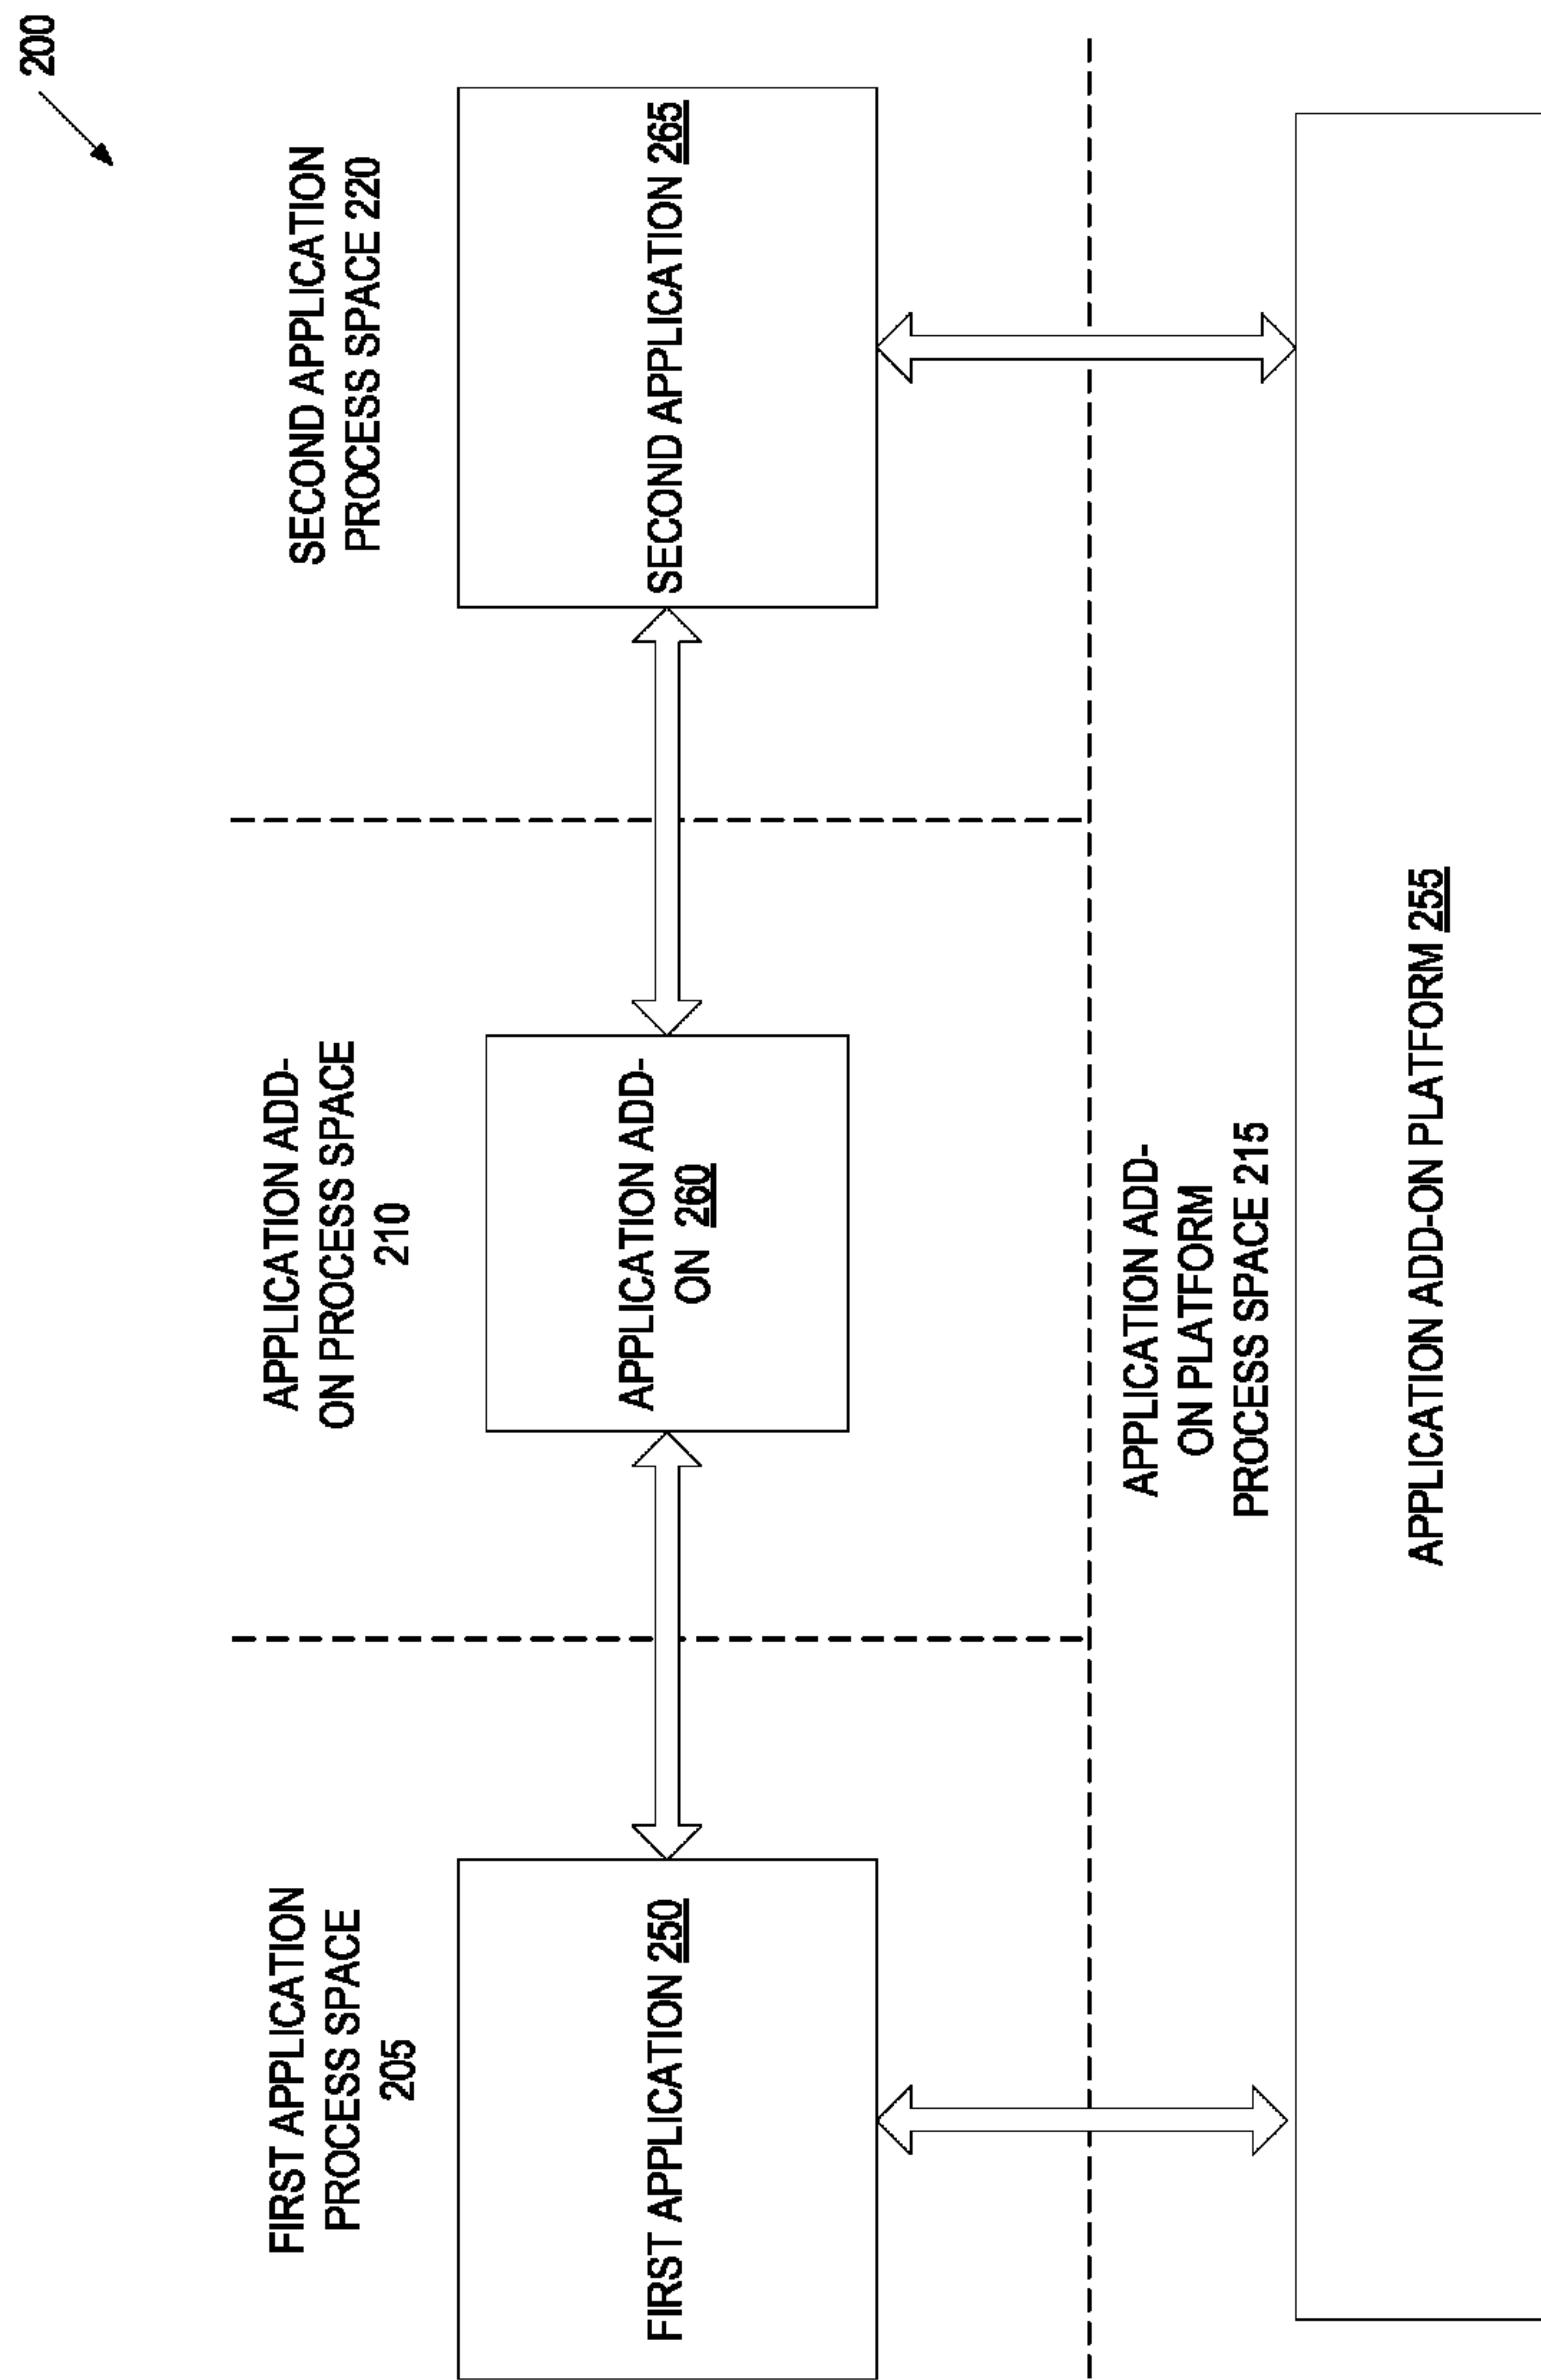 200
FIRST APPLICATION
PROCESS SPACE
205
APPLICATION ADD-
ON PROCESS SPACE
210
SECOND APPLICATION
PROCESS SPACE 220
FIRST APPLICATION 250
APPLICATION ADD-
ON 260
SECOND APPLICATION 265
APPLICATION ADD-
ON PLATFORM
PROCESS SPACE 215
APPLICATION ADD-ON PLATFORM 255